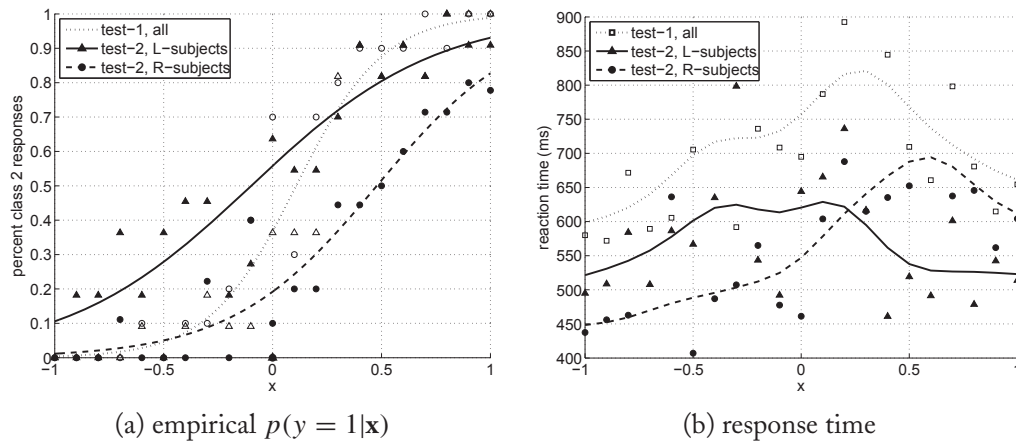 test−1, all
test−2, L−subjects
test−2, R−subjects
percent class 2 responses
1
0.9
0.8
0.7
0.6
0.5
0.4
0.3
0.2
0.1
0
−1 −0.5 0 0.5 1
x
(a) empirical p(y = 1|x)
test−1, all
test−2, L−subjects
test−2, R−subjects
reaction time (ms)
900
850
800
750
700
650
600
550
500
450
400
−1 −0.5 0 0.5 1
x
(b) response time